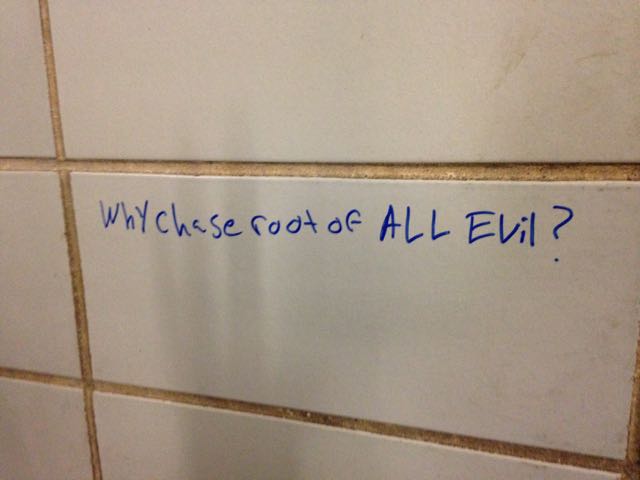 WhY chase root of ALL EVil?